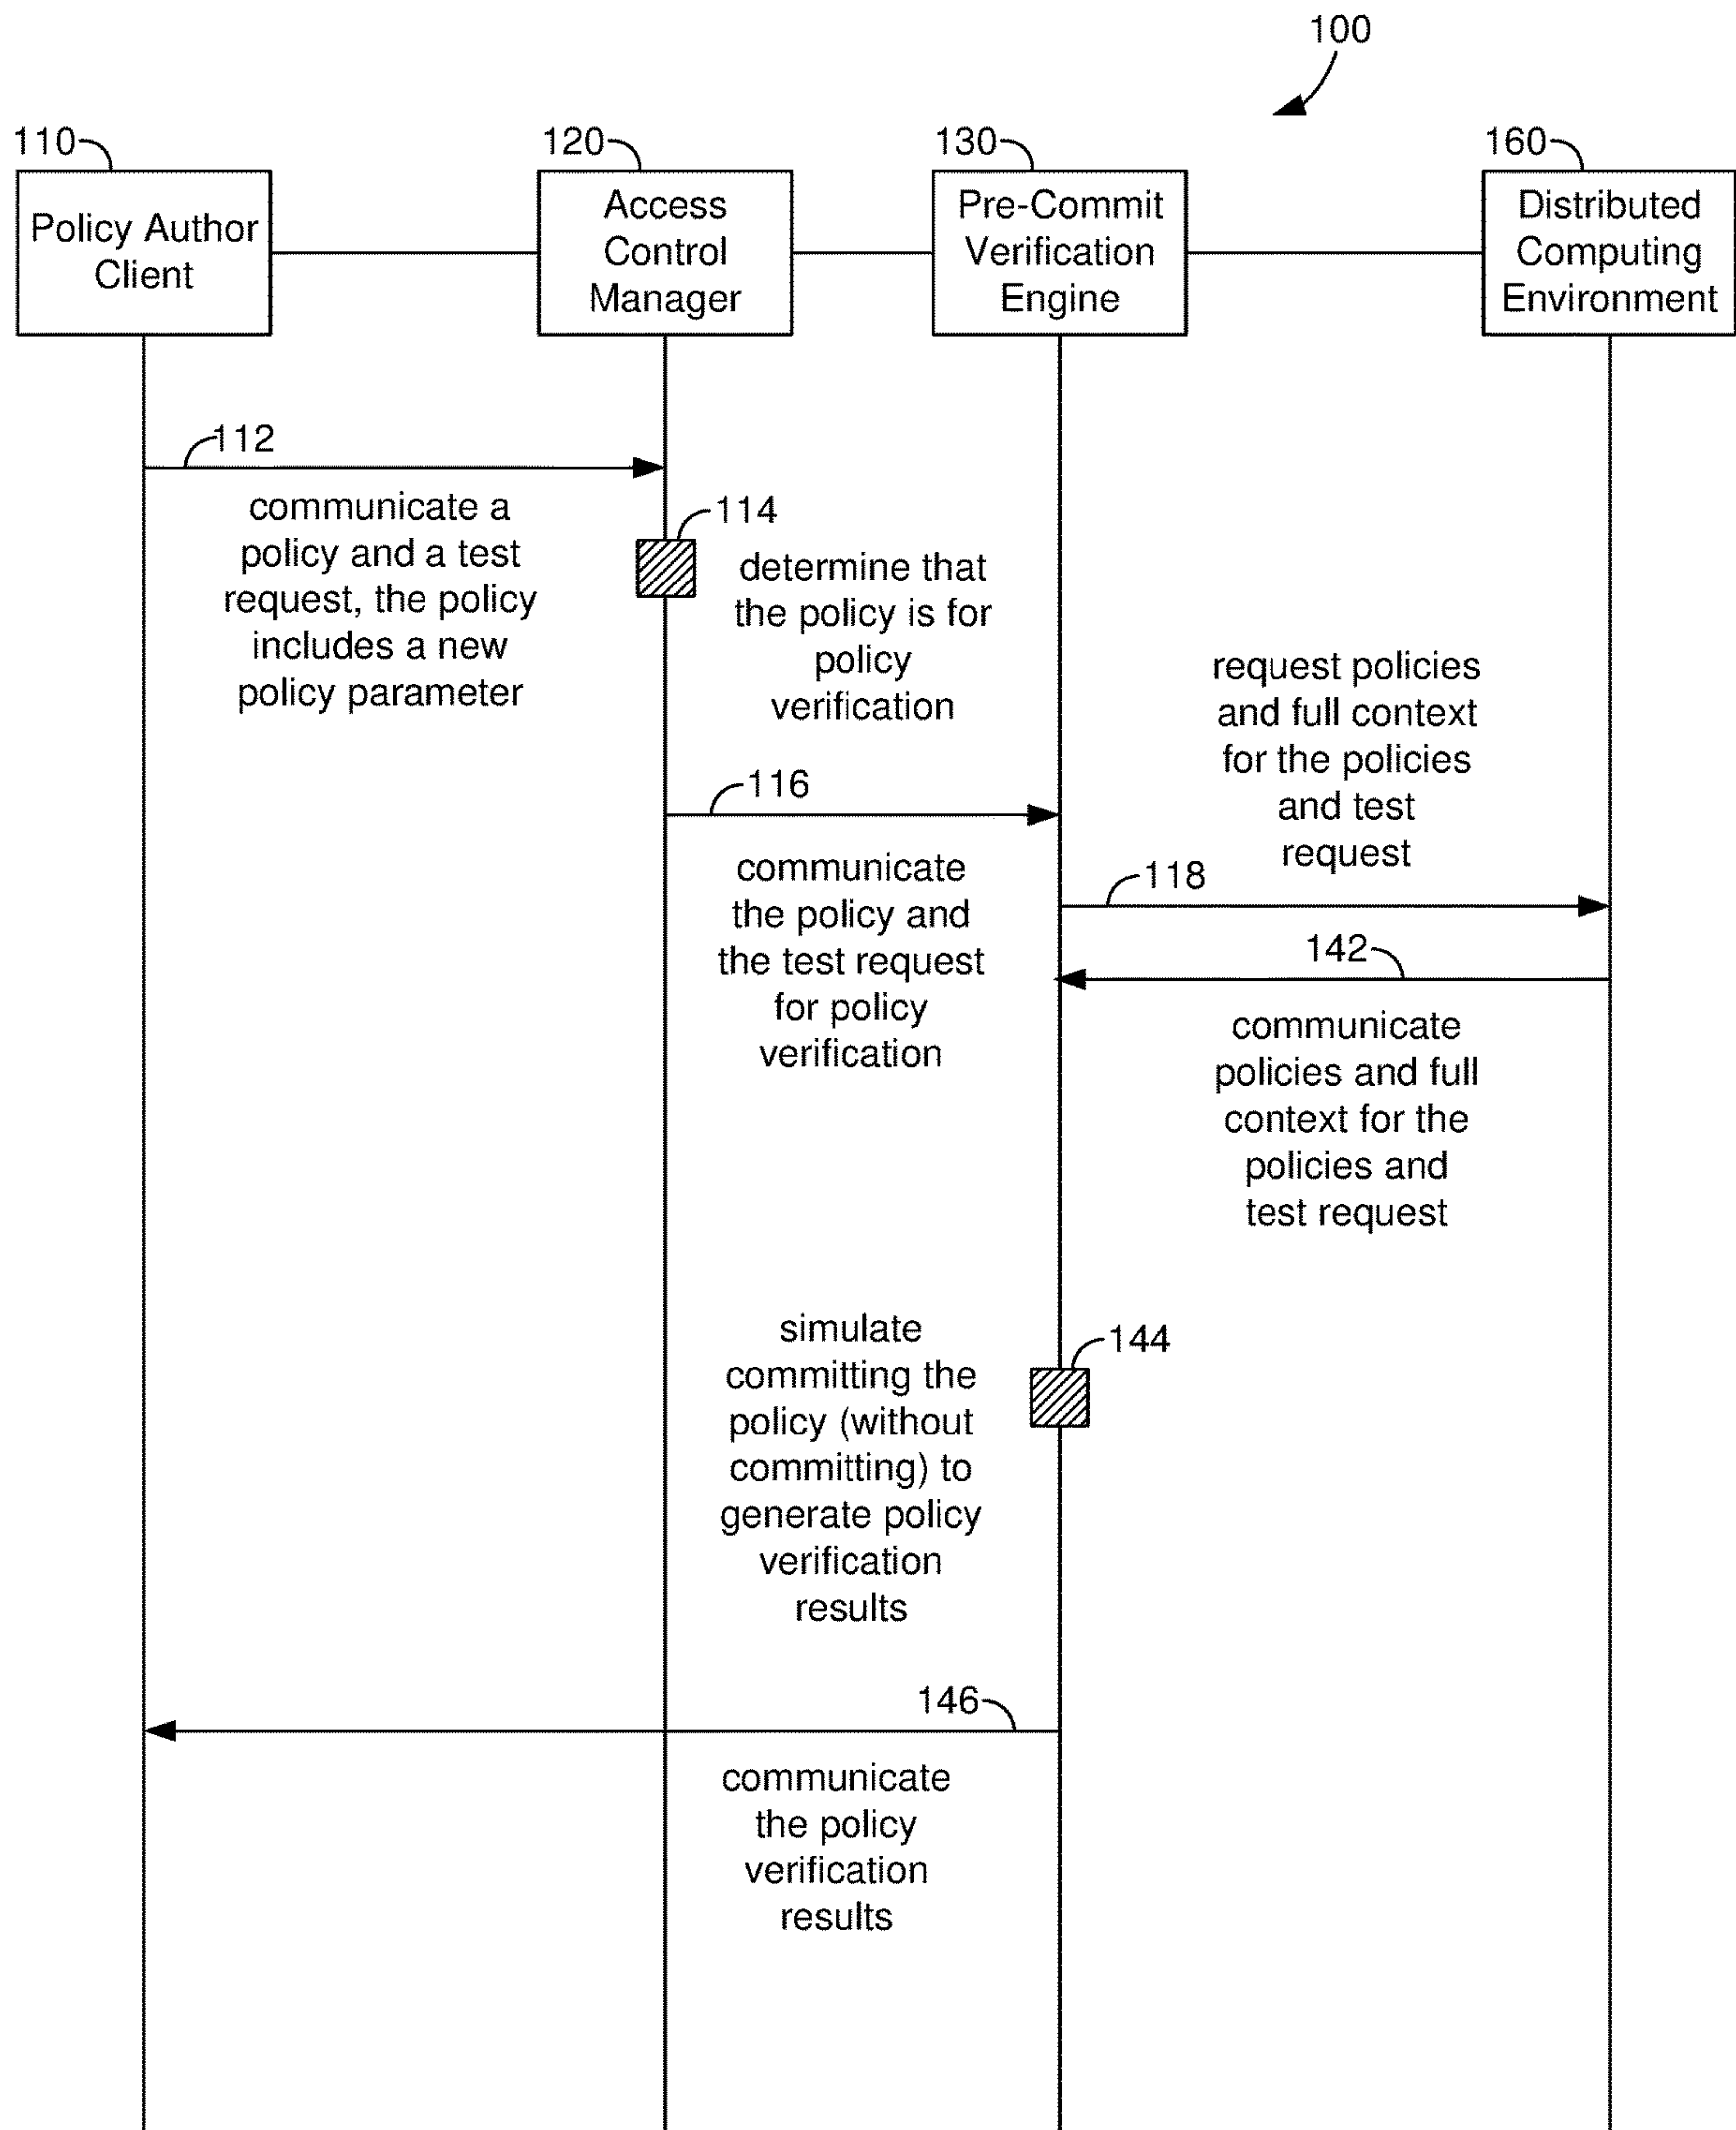 100
110
120
130
160
Policy Author
Client
Access
Control
Manager
Pre-Commit
Verification
Engine
Distributed
Computing
Environment
112
communicate a
policy and a test
request, the policy
includes a new
policy parameter
114
determine that
the policy is for
policy
verification
116
communicate
the policy and
the test request
for policy
verification
request policies
and full context
for the policies
and test
request
118
142
communicate
policies and full
context for the
policies and
test request
simulate
committing the
policy (without
committing) to
generate policy
verification
results
144
146
communicate
the policy
verification
results